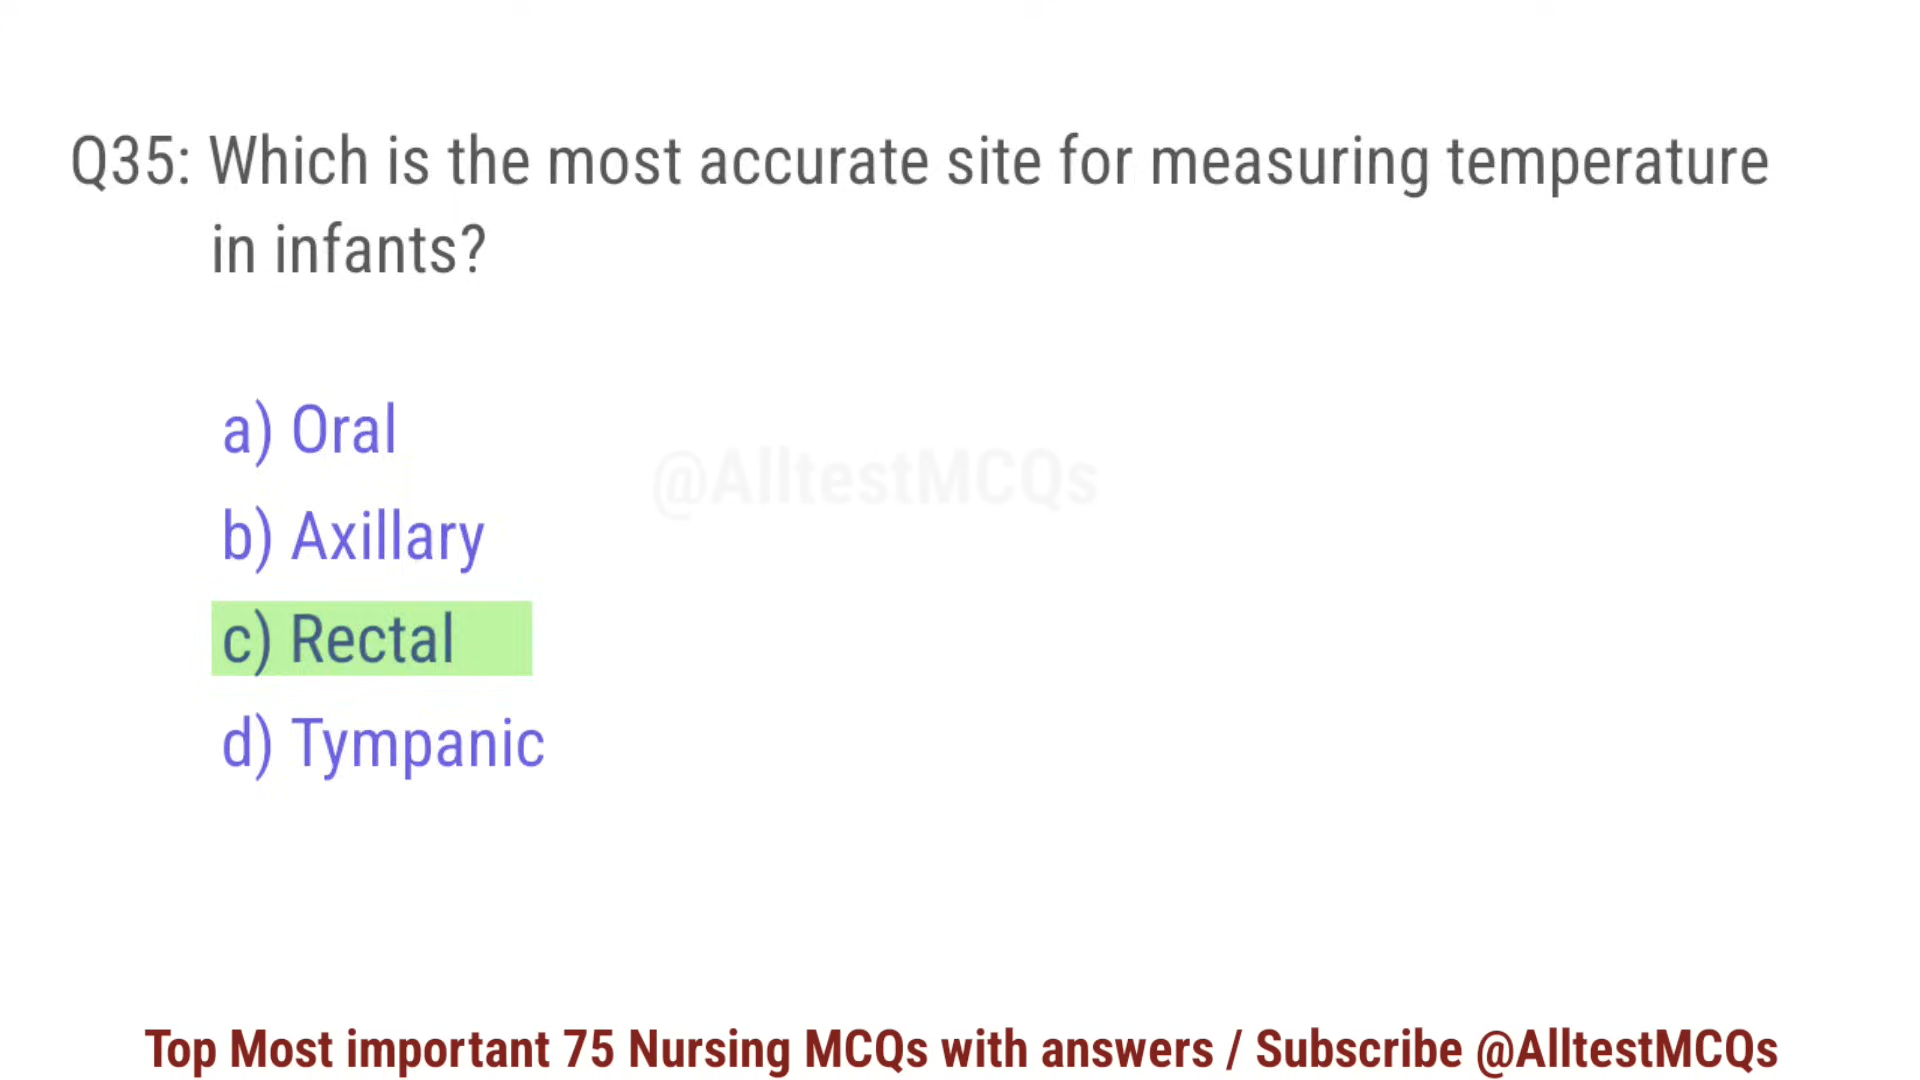 Q35: Which is the most accurate site for measuring temperature
in infants?
a) Oral
@AlltestMCQs
b) Axillary
c) Rectal
d) Tympanic
Top Most important 75 Nursing MCQs with answers / Subscribe @AlltestMCQs